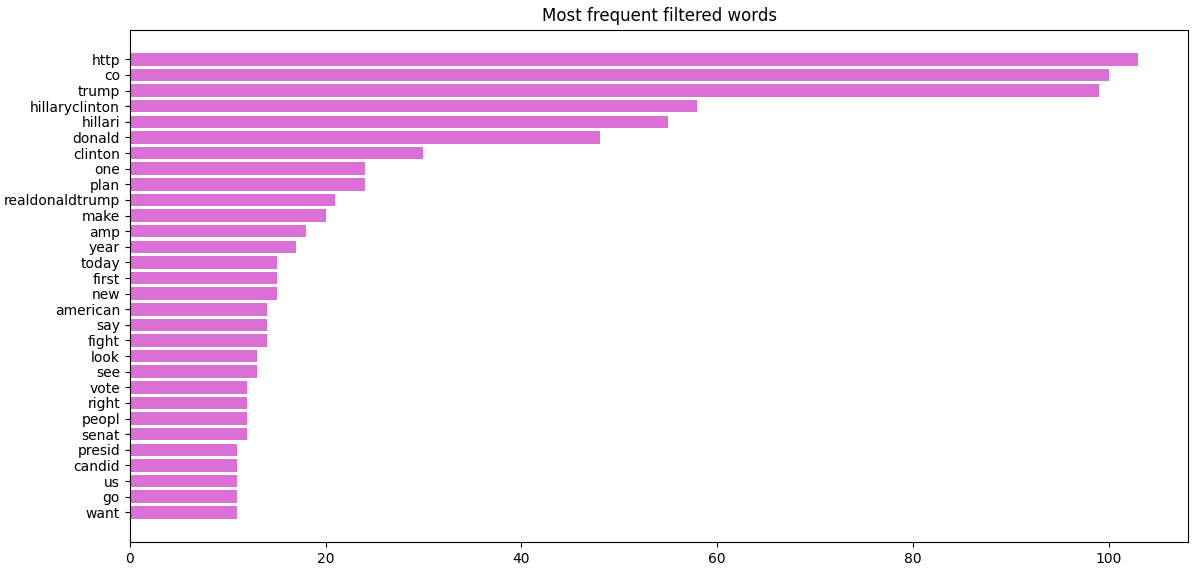 Most frequent filtered words
http
co
trump
hillaryclinton
hillari
donald
clinton
one
plan
realdonaldtrump
make
amp
year
today
first
new
american
say
fight
look
see
vote
right
peopl
senat
presid
candid
us
go
want
0 20 40 60 80 100